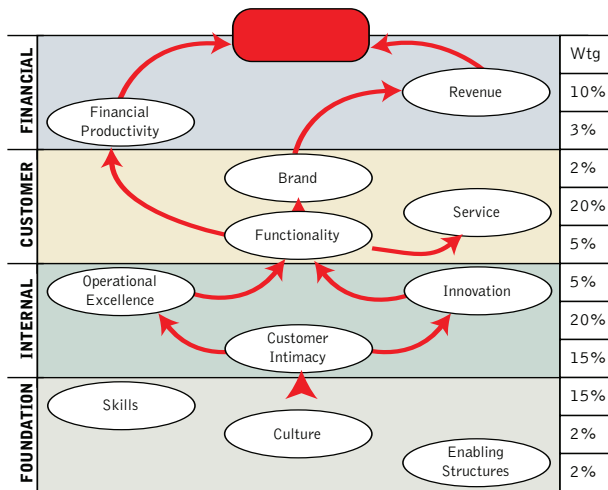 Wtg
FINANCIAL
Revenue
10%
Financial
Productivity
3%
CUSTOMER
Brand
2%
Service
20%
Functionality
5%
INTERNAL
Operational
Excellence
Innovation
5%
20%
Customer
Intimacy
15%
FOUNDATION
Skills
15%
Culture
2%
Enabling
Structures
2%